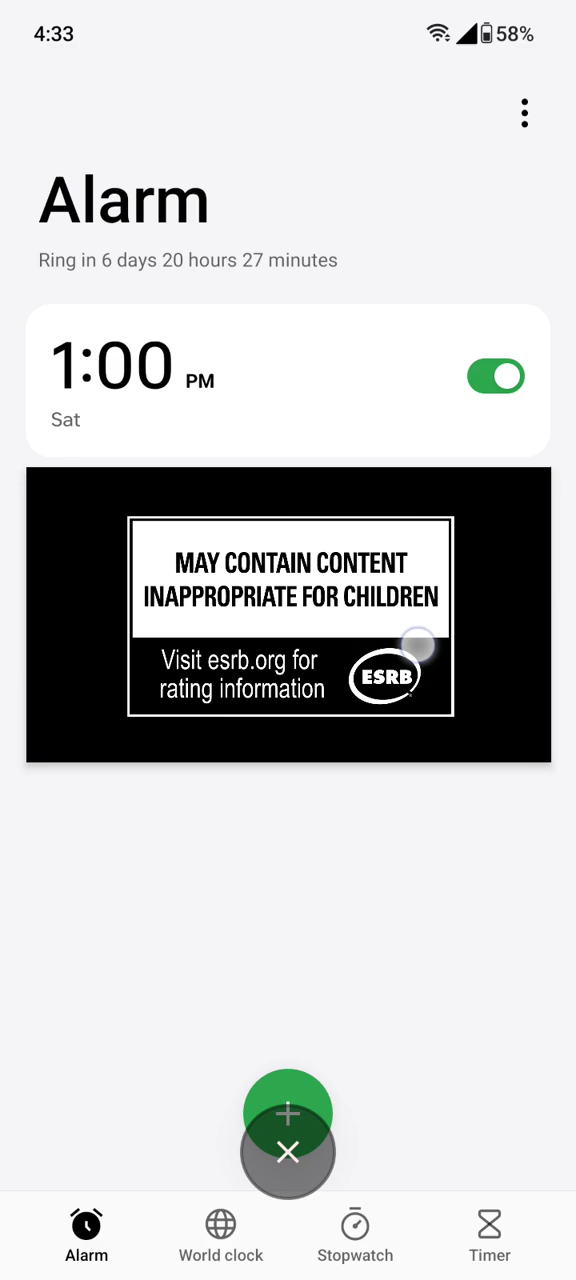 4:33
58%
Alarm
Ring in 6 days 20 hours 27 minutes
1:00 PM
Sat
MAY CONTAIN CONTENT
INAPPROPRIATE FOR CHILDREN
Visit esrb.org for
rating information
ESRB
Alarm World clock Stopwatch Timer